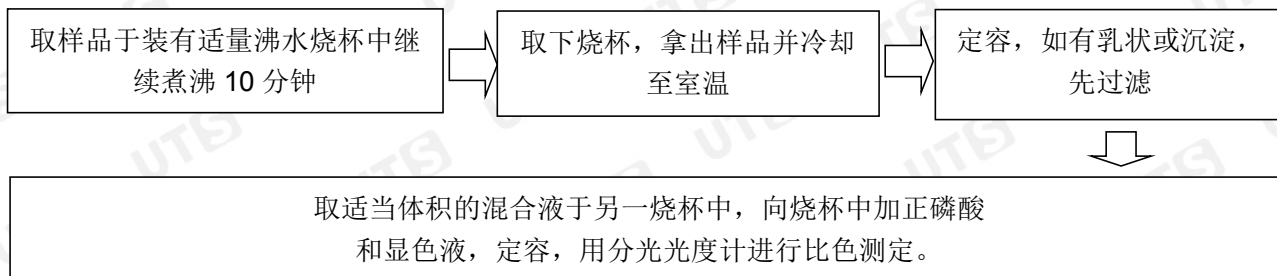 取样品于装有适量沸水烧杯中继
续煮沸 10 分钟
取下烧杯，拿出样品并冷却
至室温
定容，如有乳状或沉淀，
先过滤
取适当体积的混合液于另一烧杯中，向烧杯中加正磷酸
和显色液，定容，用分光光度计进行比色测定。